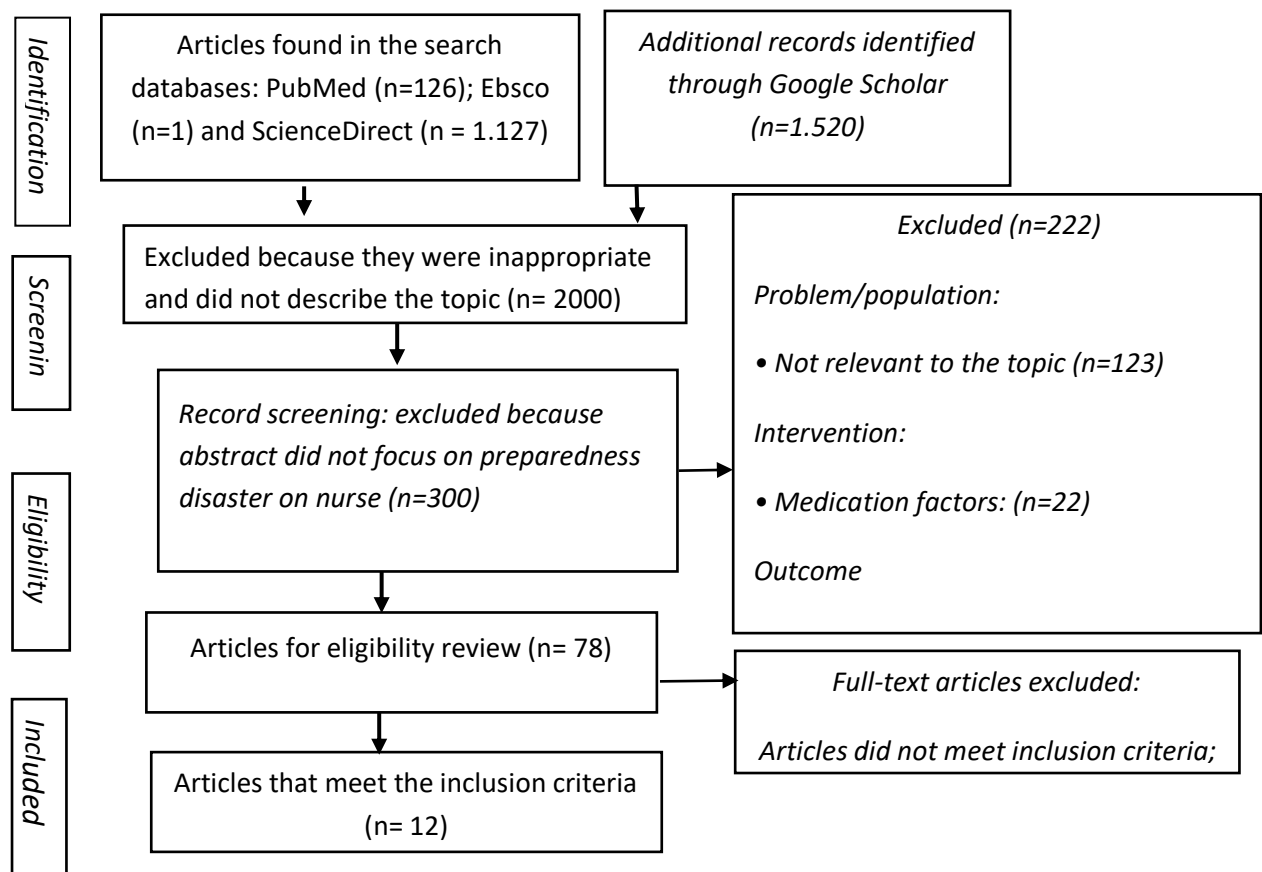 Identification
Articles found in the search
databases: PubMed (n=126); Ebsco
(n=1) and ScienceDirect (n = 1.127)
Additional records identified
through Google Scholar
(n=1.520)
Screenin
Excluded because they were inappropriate
and did not describe the topic (n= 2000)
Excluded (n=222)
Problem/population:
• Not relevant to the topic (n=123)
Intervention:
• Medication factors: (n=22)
Outcome
Record screening: excluded because
abstract did not focus on preparedness
disaster on nurse (n=300)
Eligibility
Articles for eligibility review (n= 78)
Full-text articles excluded:
Articles did not meet inclusion criteria;
Included
Articles that meet the inclusion criteria
(n= 12)